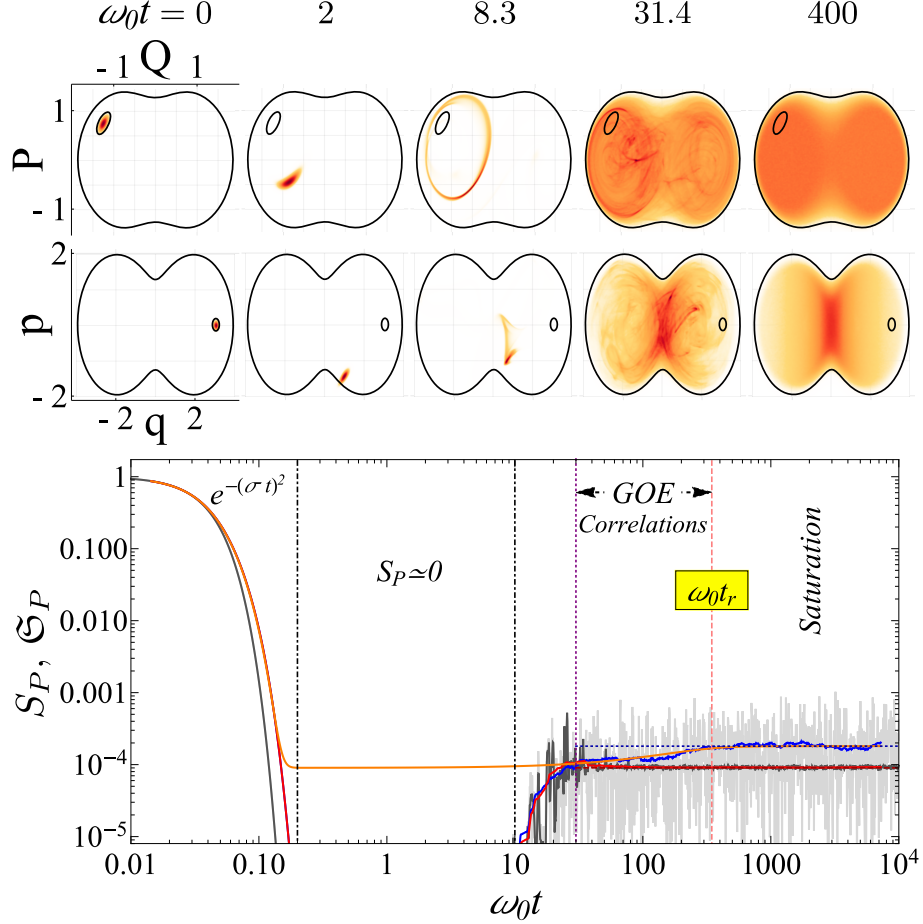 ω₀t = 0 2 8.3 31.4 400
Q
- 1 1
P
1
- 1
p
2
- 2
- 2 2
q
S_P, 𝔖_P
1
0.100
0.010
0.001
10⁻⁴
10⁻⁵
e^{-(σ t)²}
S_P≃0
GOE
Correlations
ω₀t_r
Saturation
0.01 0.10 1 10 100 1000 10⁴
ω₀t